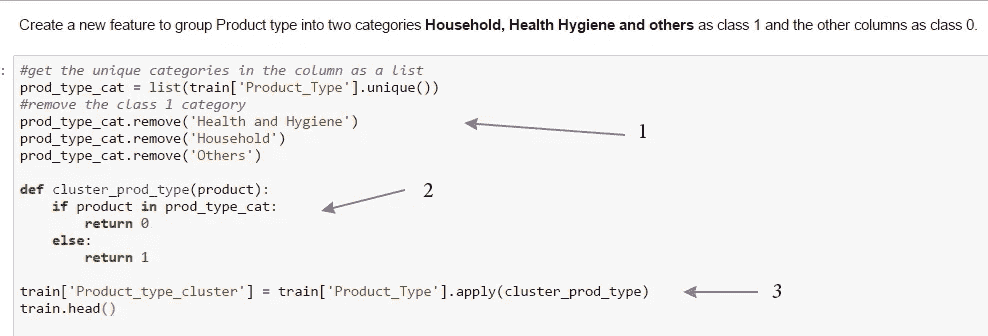 Create a new feature to group Product type into two categories Household, Health Hygiene and others as class 1 and the other columns as class 0.
: #get the unique categories in the column as a list
prod_type_cat = list(train['Product_Type'].unique())
#remove the class 1 category
prod_type_cat.remove('Health and Hygiene')
1
prod_type_cat.remove('Household')
prod_type_cat.remove('Others')
def cluster_prod_type(product):
2
    if product in prod_type_cat:
        return 0
    else:
        return 1
train['Product_type_cluster'] = train['Product_Type'].apply(cluster_prod_type)
3
train.head()